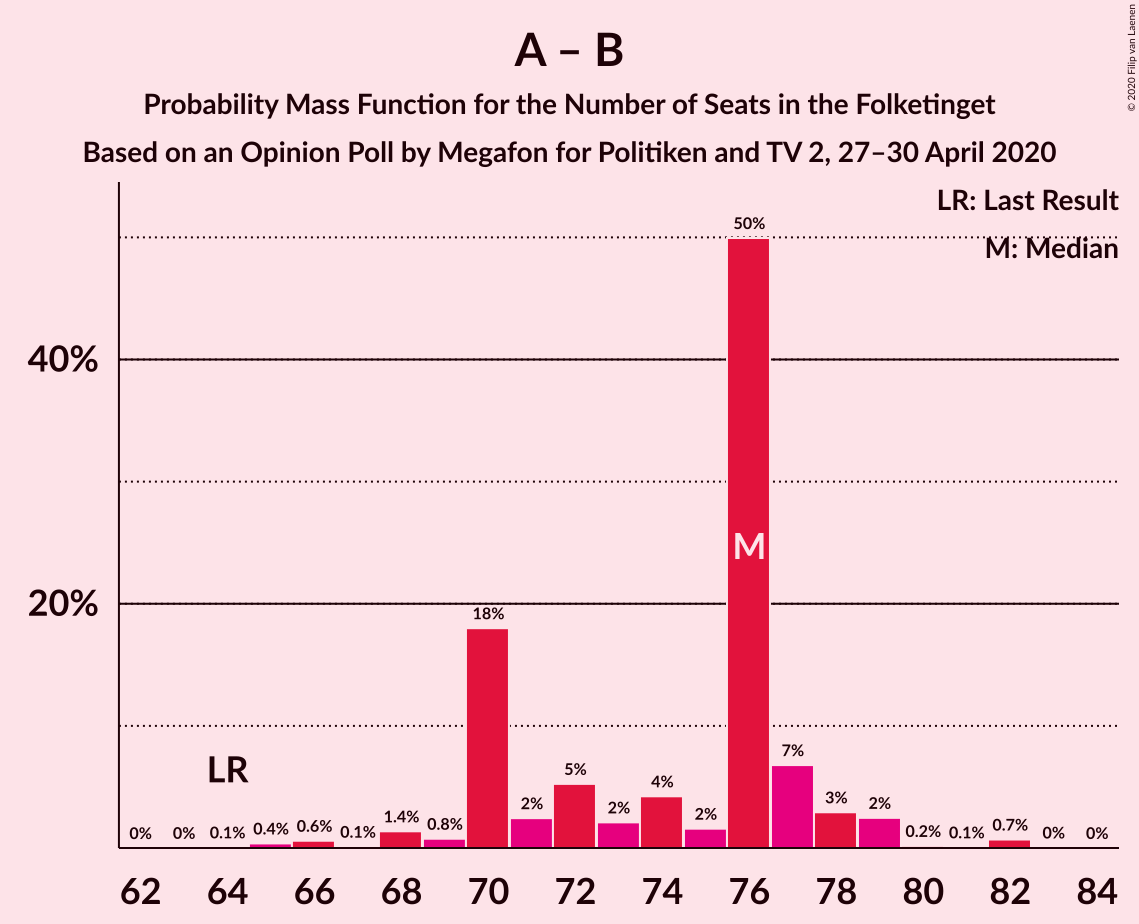 A – B
Probability Mass Function for the Number of Seats in the Folketinget
Based on an Opinion Poll by Megafon for Politiken and TV 2, 27–30 April 2020
© 2020 Filip van Laenen
LR: Last Result
M: Median
50%
40%
M
20%
18%
LR
0% 0% 0.1% 0.4% 0.6% 0.1% 1.4% 0.8% 2% 5% 2% 4% 2% 7% 3% 2% 0.2% 0.1% 0.7% 0% 0%
62 64 66 68 70 72 74 76 78 80 82 84